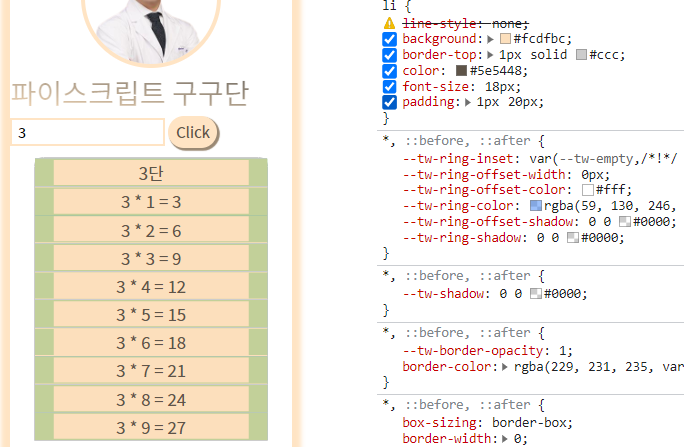 파이스크립트 구구단
3 Click
3단
3 * 1 = 3
3 * 2 = 6
3 * 3 = 9
3 * 4 = 12
3 * 5 = 15
3 * 6 = 18
3 * 7 = 21
3 * 8 = 24
3 * 9 = 27
li {
line-style: none;
background: #fcdfbc;
border-top: 1px solid #ccc;
color: #5e5448;
font-size: 18px;
padding: 1px 20px;
}
*, ::before, ::after {
--tw-ring-inset: var(--tw-empty,/*!*/
--tw-ring-offset-width: 0px;
--tw-ring-offset-color: #fff;
--tw-ring-color: rgba(59, 130, 246,
--tw-ring-offset-shadow: 0 0 #0000;
--tw-ring-shadow: 0 0 #0000;
}
*, ::before, ::after {
--tw-shadow: 0 0 #0000;
}
*, ::before, ::after {
--tw-border-opacity: 1;
border-color: rgba(229, 231, 235, var
}
*, ::before, ::after {
box-sizing: border-box;
border-width: 0;